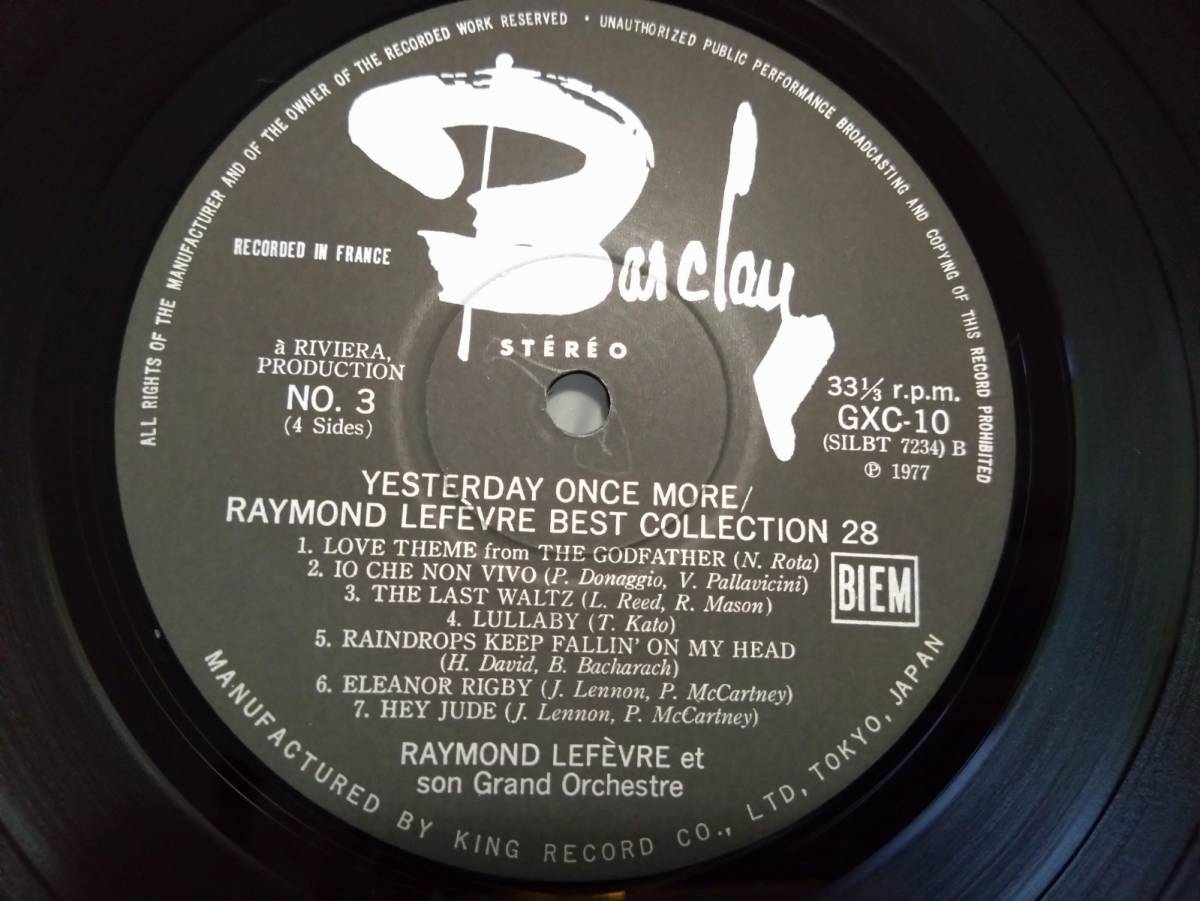 ALL RIGHTS OF THE MANUFACTURER AND OF THE OWNER OF THE RECORDED WORK RESERVED • UNAUTHORIZED PUBLIC PERFORMANCE BROADCASTING AND COPYING OF THIS RECORD PROHIBITED
Barclay
RECORDED IN FRANCE
STÉRÉO
à RIVIERA,
PRODUCTION
NO. 3
(4 Sides)
33⅓ r.p.m.
GXC-10
(SILBT 7234) B
℗ 1977
YESTERDAY ONCE MORE/
RAYMOND LEFÈVRE BEST COLLECTION 28
1. LOVE THEME from THE GODFATHER (N. Rota)
2. IO CHE NON VIVO (P. Donaggio, V. Pallavicini)
3. THE LAST WALTZ (L. Reed, R. Mason)
4. LULLABY (T. Kato)
5. RAINDROPS KEEP FALLIN' ON MY HEAD
(H. David, B. Bacharach)
6. ELEANOR RIGBY (J. Lennon, P. McCartney)
7. HEY JUDE (J. Lennon, P. McCartney)
BIEM
RAYMOND LEFÈVRE et
son Grand Orchestre
MANUFACTURED BY KING RECORD CO., LTD, TOKYO, JAPAN